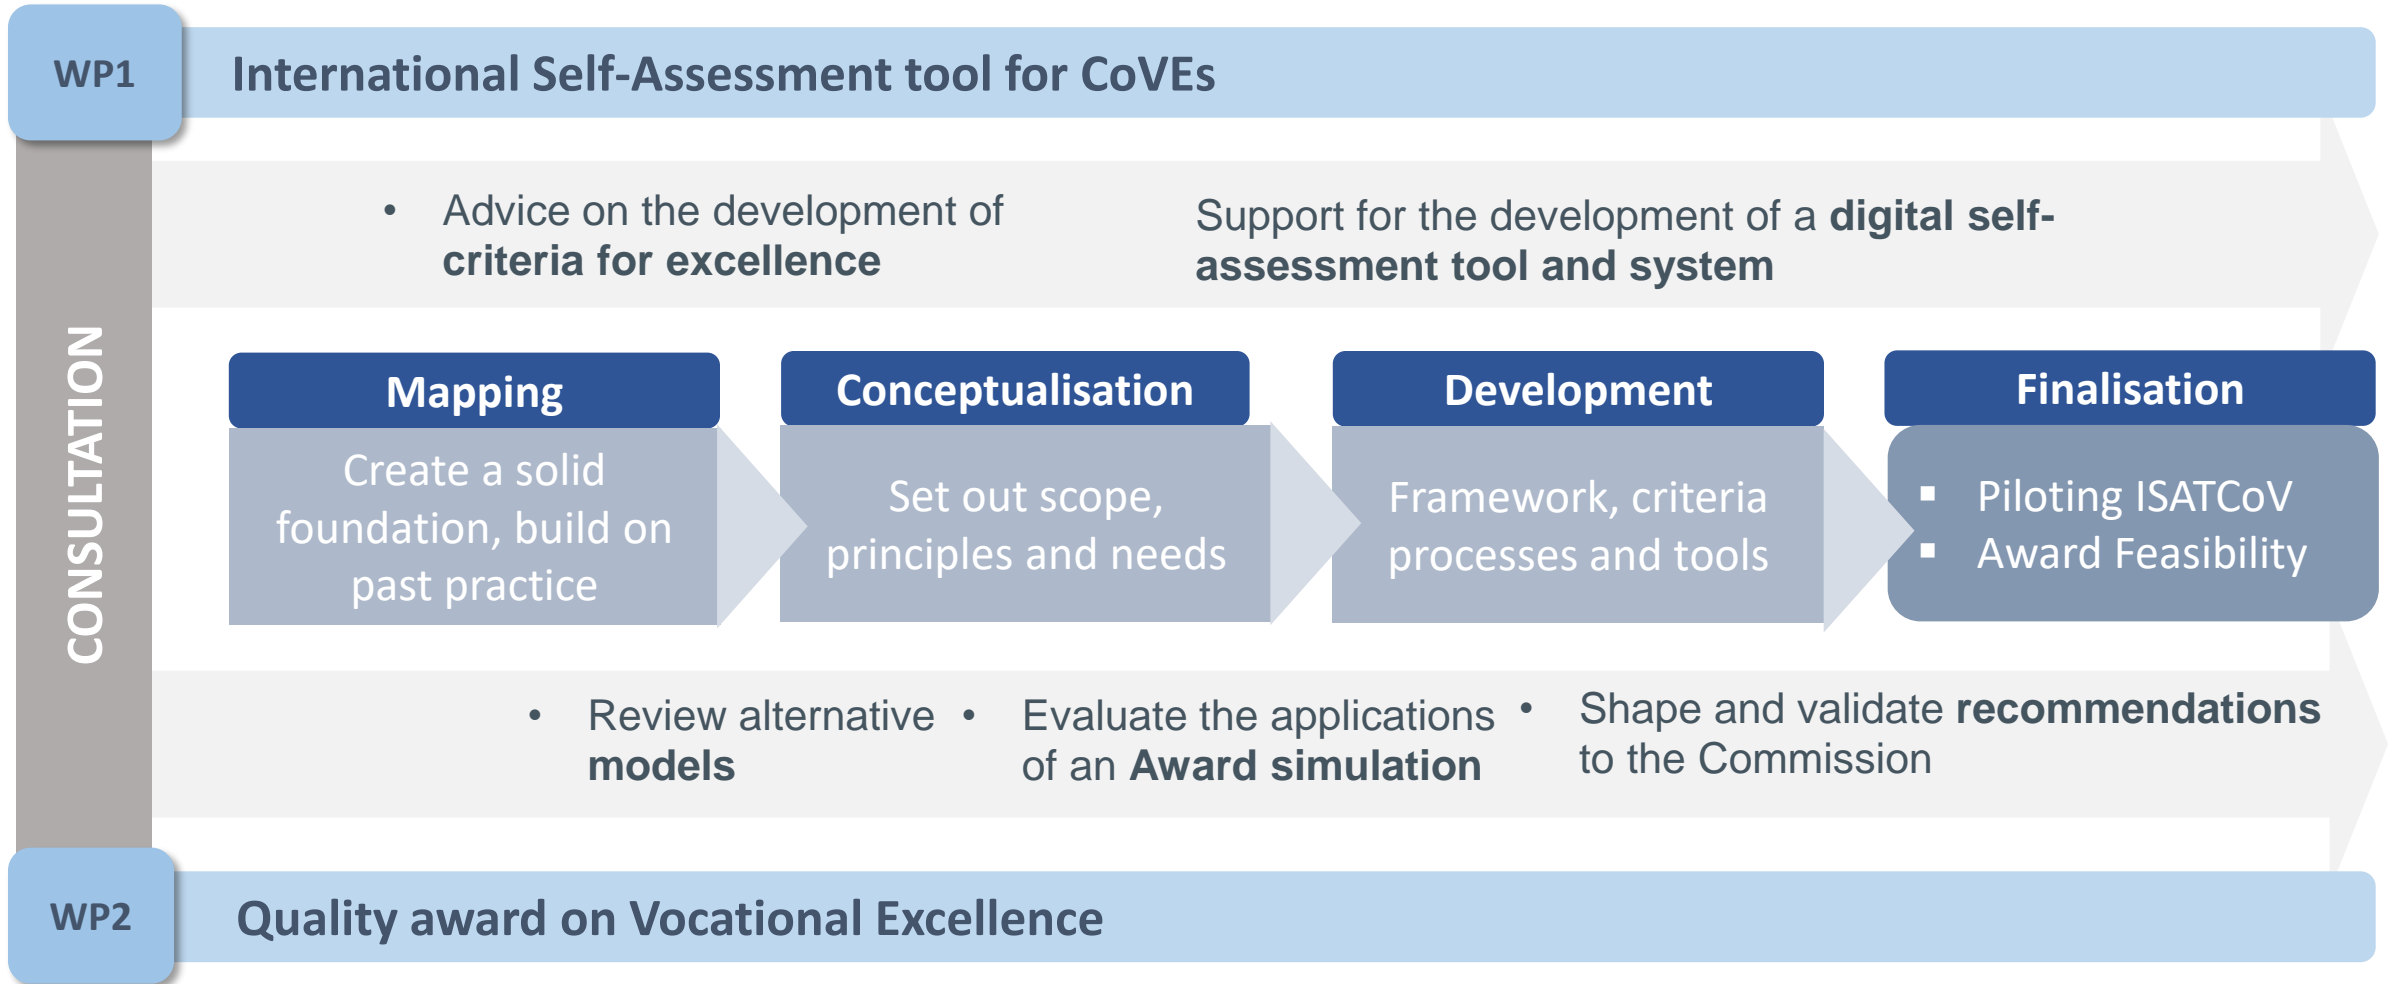 WP1
International Self-Assessment tool for CoVEs
• Advice on the development of
criteria for excellence
Support for the development of a digital self-
assessment tool and system
CONSULTATION
Mapping
Create a solid
foundation, build on
past practice
Conceptualisation
Set out scope,
principles and needs
Development
Framework, criteria
processes and tools
Finalisation
▪ Piloting ISATCoV
▪ Award Feasibility
• Review alternative
models
• Evaluate the applications
of an Award simulation
• Shape and validate recommendations
to the Commission
WP2
Quality award on Vocational Excellence